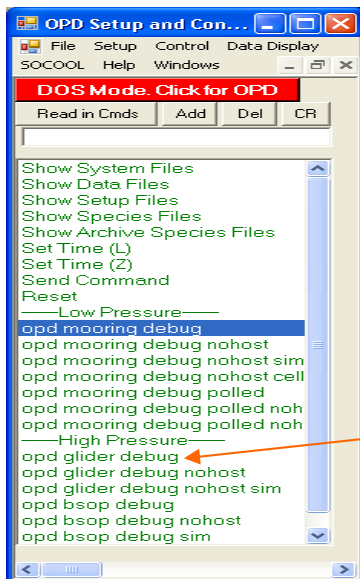 OPD Setup and Con...
File Setup Control Data Display
SOCOOL Help Windows
DOS Mode. Click for OPD
Read in Cmds Add Del CR
Show System Files
Show Data Files
Show Setup Files
Show Species Files
Show Archive Species Files
Set Time (L)
Set Time (Z)
Send Command
Reset
-----Low Pressure-----
opd mooring debug
opd mooring debug nohost
opd mooring debug nohost sim
opd mooring debug nohost cell
opd mooring debug polled
opd mooring debug polled noh
opd mooring debug polled noh
-----High Pressure-----
opd glider debug
opd glider debug nohost
opd glider debug nohost sim
opd bsop debug
opd bsop debug nohost
opd bsop debug sim